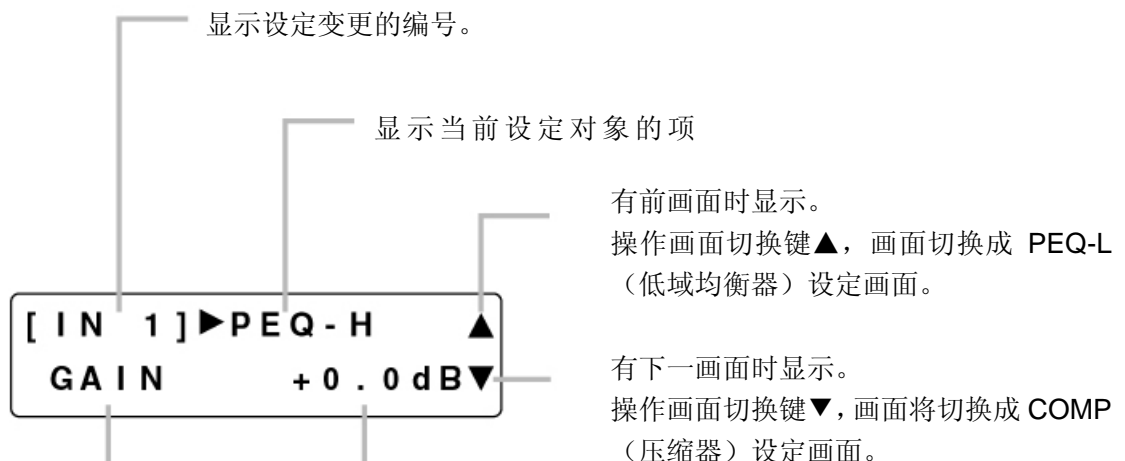 显示设定变更的编号。
显示当前设定对象的项
有前画面时显示。
操作画面切换键▲，画面切换成 PEQ-L
（低域均衡器）设定画面。
[ IN 1 ]▶PEQ-H ▲
GAIN +0.0dB▼
有下一画面时显示。
操作画面切换键▼，画面将切换成 COMP
（压缩器）设定画面。